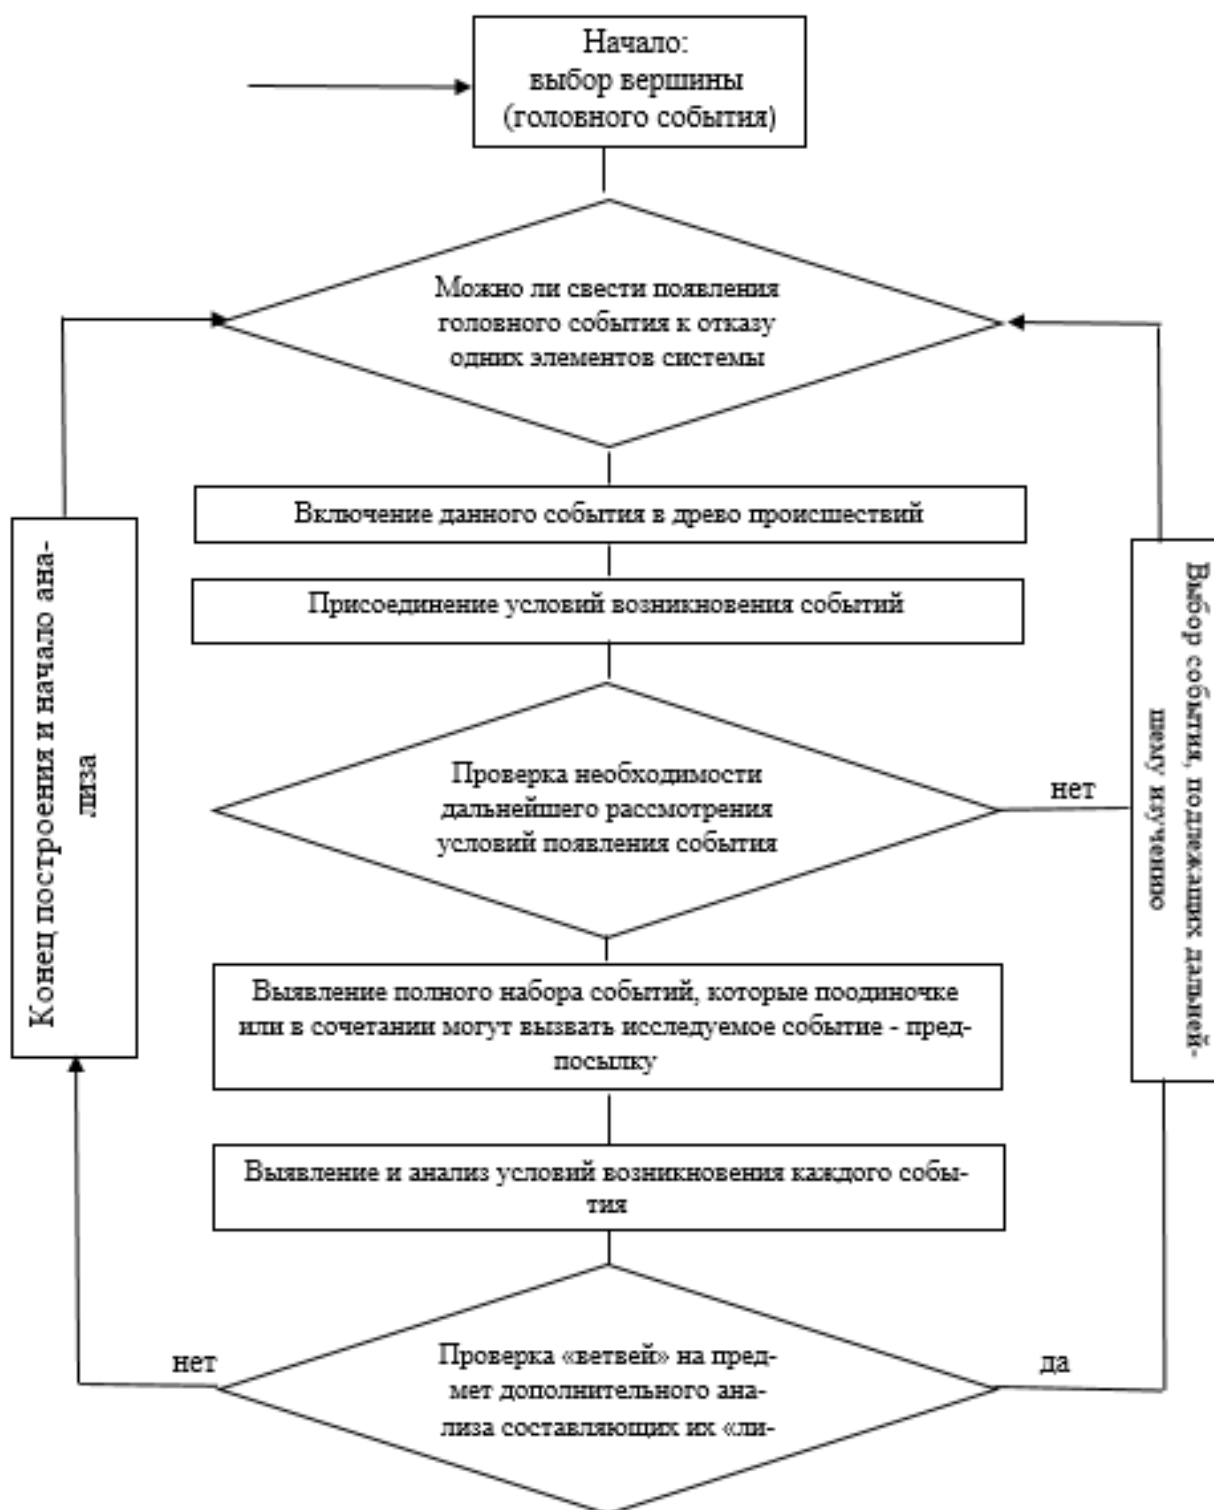 Начало:
выбор вершины
(головного события)
Можно ли свести появления
головного события к отказу
одних элементов системы
Включение данного события в древо происшествий
Присоединение условий возникновения событий
Конец построения и начало ана-
лиза
Выбор события, подлежащих дальней-
шему изучению
Проверка необходимости
дальнейшего рассмотрения
условий появления события
нет
Выявление полного набора событий, которые поодиночке
или в сочетании могут вызвать исследуемое событие - пред-
посылку
Выявление и анализ условий возникновения каждого собы-
тия
нет
Проверка «ветвей» на пред-
мет дополнительного ана-
лиза составляющих их «ли-
да